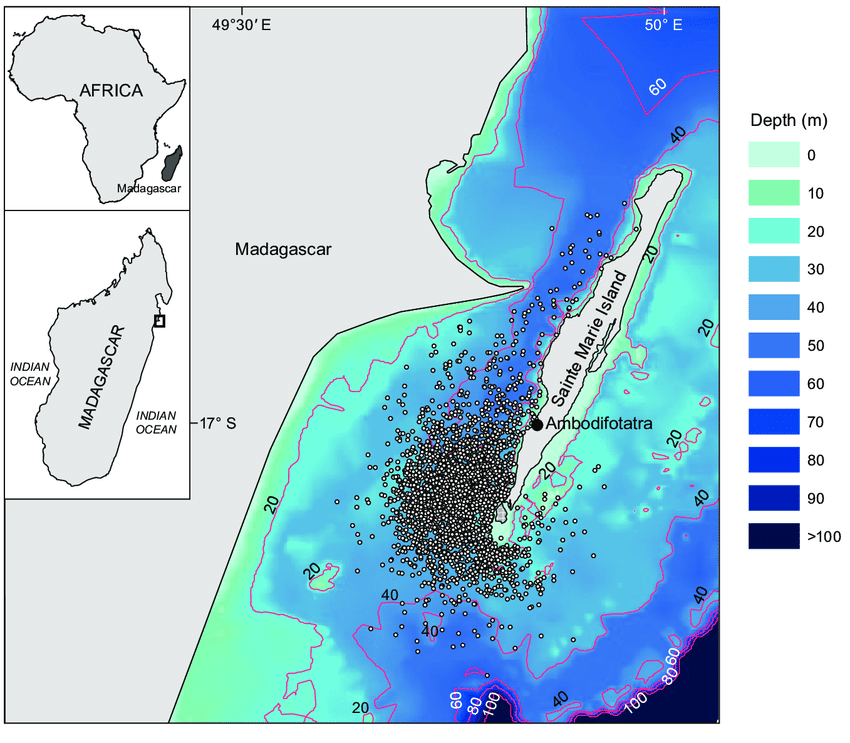 49°30′ E
50° E
AFRICA
Madagascar
MADAGASCAR
INDIAN
OCEAN
INDIAN
OCEAN
17° S
Madagascar
Sainte Marie Island
Ambodifotatra
60
40
20
20
20
20
20
40
20
40
40
40
20
60
80
100
40
100
80
60
Depth (m)
0
10
20
30
40
50
60
70
80
90
>100